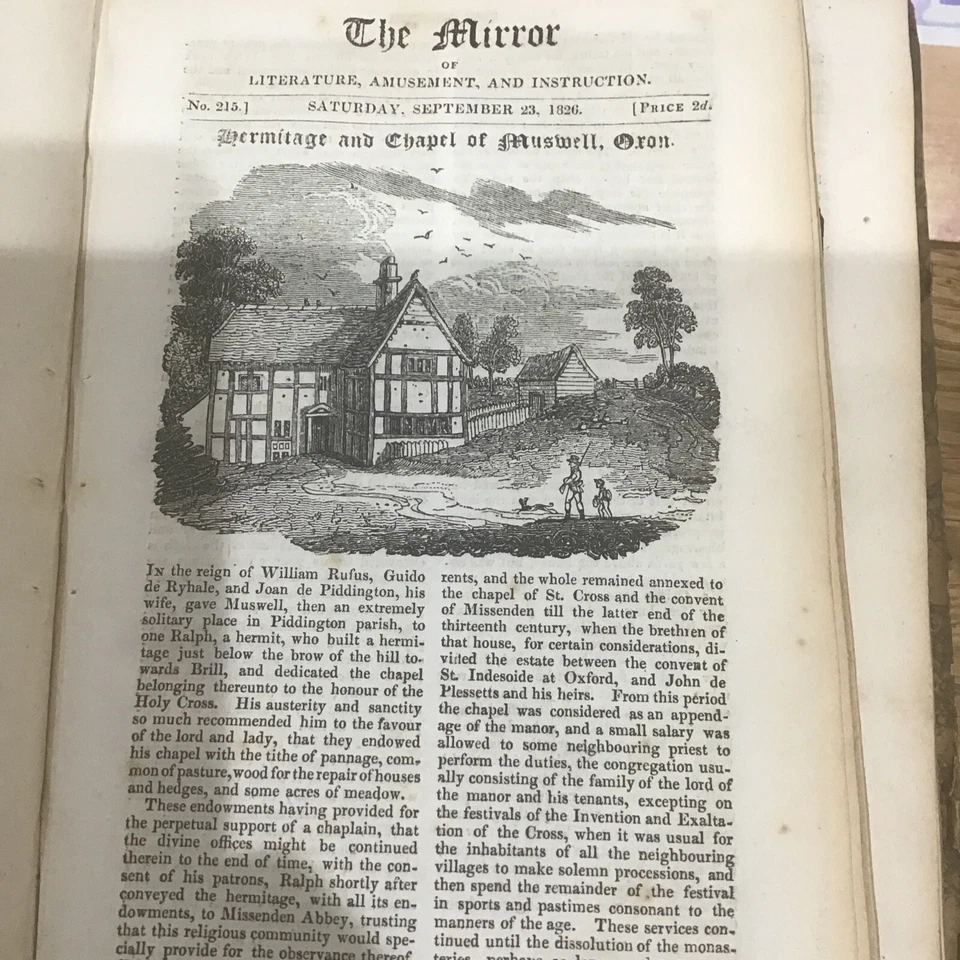 The Mirror
OF
LITERATURE, AMUSEMENT, AND INSTRUCTION.
No. 215.] SATURDAY, SEPTEMBER 23, 1826. [PRICE 2d.
Hermitage and Chapel of Muswell, Oxon.
IN the reign of William Rufus, Guido
de Ryhale, and Joan de Piddington, his
wife, gave Muswell, then an extremely
solitary place in Piddington parish, to
one Ralph, a hermit, who built a hermi-
tage just below the brow of the hill to-
wards Brill, and dedicated the chapel
belonging thereunto to the honour of the
Holy Cross. His austerity and sanctity
so much recommended him to the favour
of the lord and lady, that they endowed
his chapel with the tithe of pannage, com-
mon of pasture, wood for the repair of houses
and hedges, and some acres of meadow.
These endowments having provided for
the perpetual support of a chaplain, that
the divine offices might be continued
therein to the end of time, with the con-
sent of his patrons, Ralph shortly after
conveyed the hermitage, with all its en-
dowments, to Missenden Abbey, trusting
that this religious community would spe-
cially provide for the observance thereof
rents, and the whole remained annexed to
the chapel of St. Cross and the convent
of Missenden till the latter end of the
thirteenth century, when the brethren of
that house, for certain considerations, di-
vided the estate between the convent of
St. Indesoide at Oxford, and John de
Plessetts and his heirs. From this period
the chapel was considered as an append-
age of the manor, and a small salary was
allowed to some neighbouring priest to
perform the duties, the congregation usu-
ally consisting of the family of the lord of
the manor and his tenants, excepting on
the festivals of the Invention and Exalta-
tion of the Cross, when it was usual for
the inhabitants of all the neighbouring
villages to make solemn processions, and
then spend the remainder of the festival
in sports and pastimes consonant to the
manners of the age. These services con-
tinued until the dissolution of the monas-
teries, perhaps